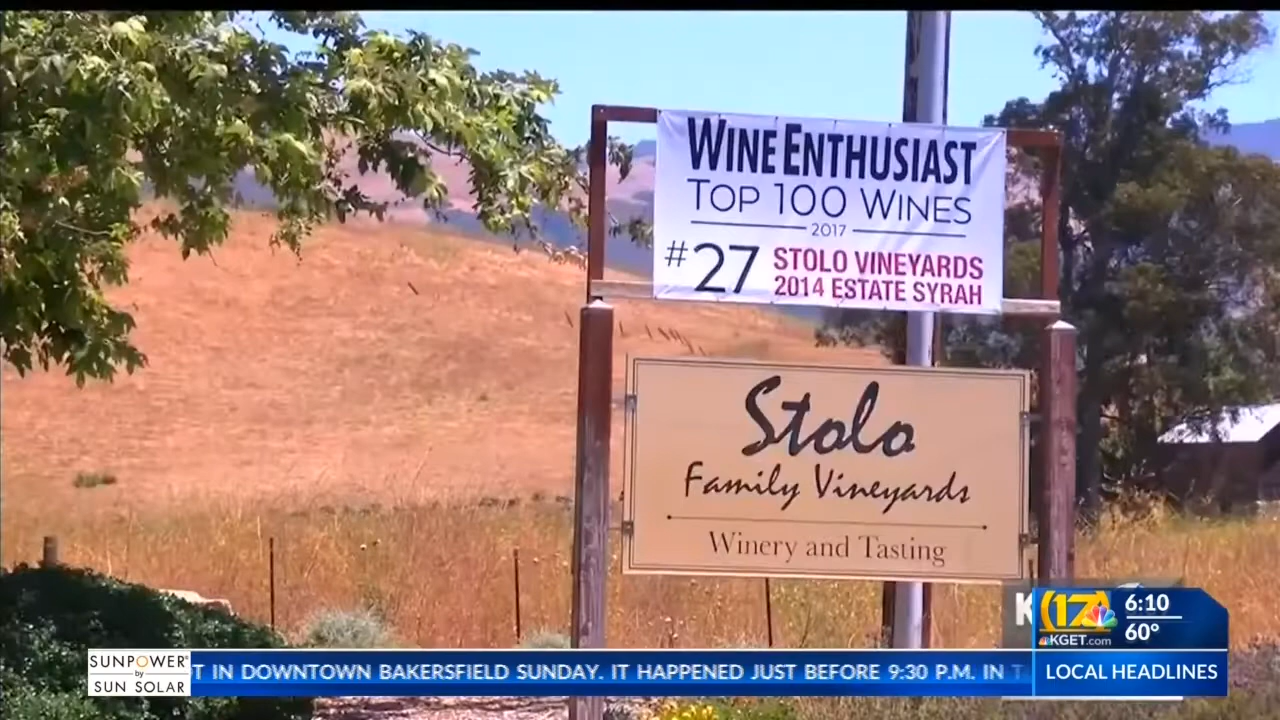 WINE ENTHUSIAST
TOP 100 WINES
2017
#27
STOLO VINEYARDS
2014 ESTATE SYRAH
Stolo
Family Vineyards
Winery and Tasting
17
KGET.com
6:10
60°
LOCAL HEADLINES
SUNPOWER®
by
SUN SOLAR
T IN DOWNTOWN BAKERSFIELD SUNDAY. IT HAPPENED JUST BEFORE 9:30 P.M. IN